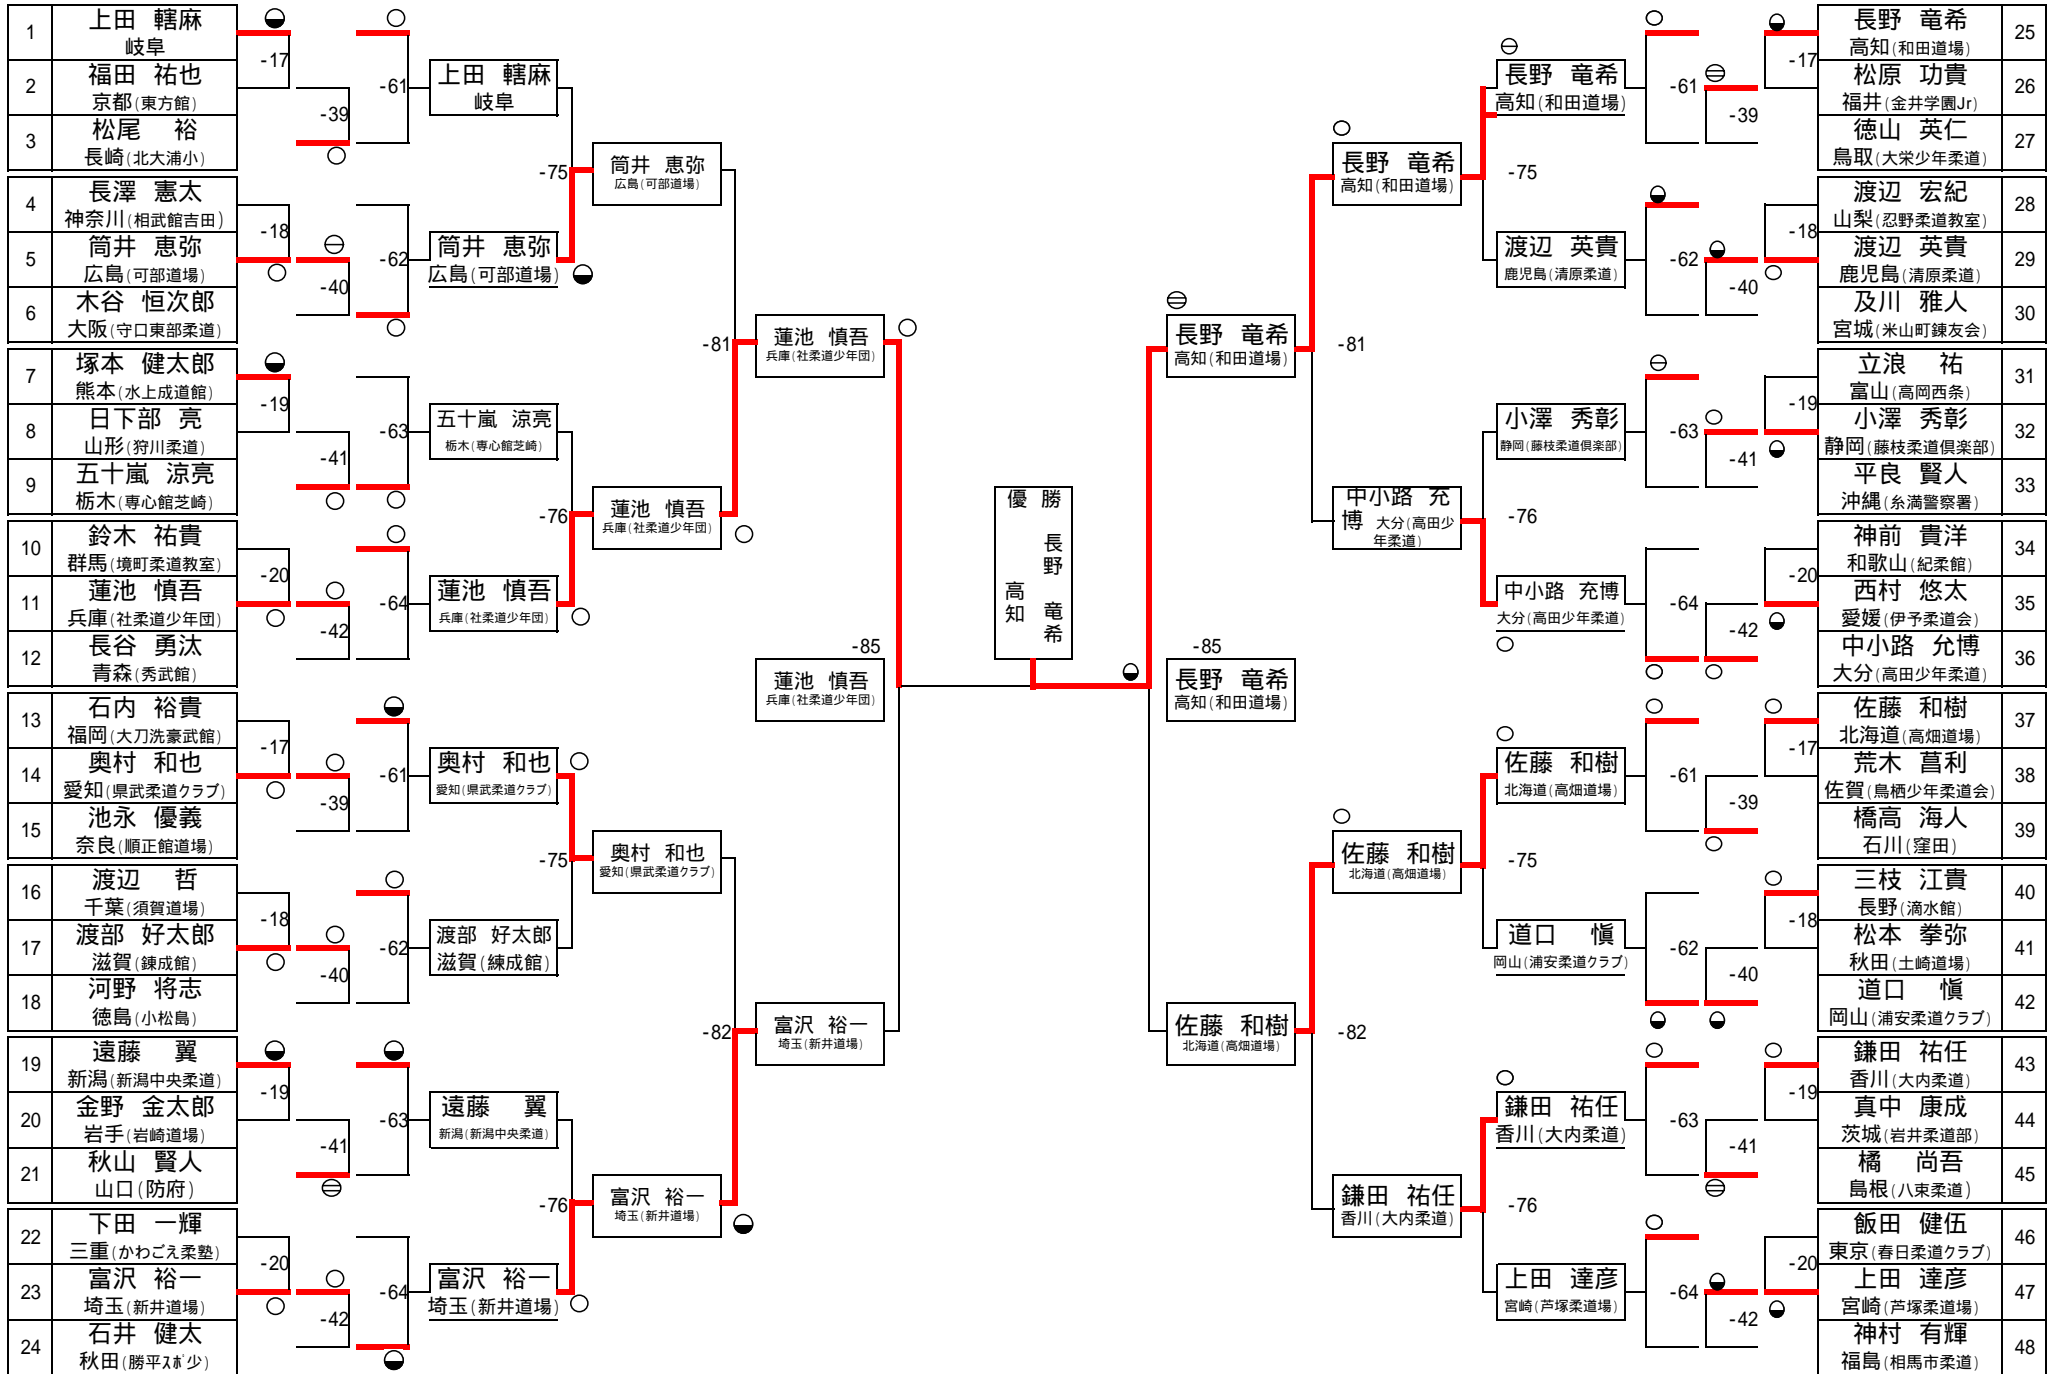 1 上田 轄麻
岐阜
2 福田 祐也
京都(東方館)
3 松尾 裕
長崎(北大浦小)
4 長澤 憲太
神奈川(相武館吉田)
5 筒井 恵弥
広島(可部道場)
6 木谷 恒次郎
大阪(守口東部柔道)
7 塚本 健太郎
熊本(水上成道館)
8 日下部 亮
山形(狩川柔道)
9 五十嵐 涼亮
栃木(専心館芝崎)
10 鈴木 祐貴
群馬(境町柔道教室)
11 蓮池 慎吾
兵庫(社柔道少年団)
12 長谷 勇汰
青森(秀武館)
13 石内 裕貴
福岡(大刀洗豪武館)
14 奥村 和也
愛知(県武柔道クラブ)
15 池永 優義
奈良(順正館道場)
16 渡辺 哲
千葉(須賀道場)
17 渡部 好太郎
滋賀(錬成館)
18 河野 将志
徳島(小松島)
19 遠藤 翼
新潟(新潟中央柔道)
20 金野 金太郎
岩手(岩崎道場)
21 秋山 賢人
山口(防府)
22 下田 一輝
三重(かわごえ柔塾)
23 富沢 裕一
埼玉(新井道場)
24 石井 健太
秋田(勝平スポ少)
-17
-39
-61
-18
-40
-62
-19
-41
-63
-20
-42
-64
-17
-39
-61
-18
-40
-62
-19
-41
-63
-20
-42
-64
上田 轄麻
岐阜
筒井 恵弥
広島(可部道場)
五十嵐 涼亮
栃木(専心館芝崎)
蓮池 慎吾
兵庫(社柔道少年団)
奥村 和也
愛知(県武柔道クラブ)
渡部 好太郎
滋賀(練成館)
遠藤 翼
新潟(新潟中央柔道)
富沢 裕一
埼玉(新井道場)
-75
-76
-75
-76
筒井 恵弥
広島(可部道場)
蓮池 慎吾
兵庫(社柔道少年団)
奥村 和也
愛知(県武柔道クラブ)
富沢 裕一
埼玉(新井道場)
-81
-82
蓮池 慎吾
兵庫(社柔道少年団)
-85
蓮池 慎吾
兵庫(社柔道少年団)
富沢 裕一
埼玉(新井道場)
優勝
長野 竜希
高知
長野 竜希
高知(和田道場)
-85
長野 竜希
高知(和田道場)
佐藤 和樹
北海道(高畑道場)
-81
-82
長野 竜希
高知(和田道場)
中小路 充
博 大分(高田少
年柔道)
佐藤 和樹
北海道(高畑道場)
鎌田 祐任
香川(大内柔道)
-75
-76
-75
-76
長野 竜希
高知(和田道場)
渡辺 英貴
鹿児島(清原柔道)
小澤 秀彰
静岡(藤枝柔道倶楽部)
中小路 充博
大分(高田少年柔道)
佐藤 和樹
北海道(高畑道場)
道口 愼
岡山(浦安柔道クラブ)
鎌田 祐任
香川(大内柔道)
上田 達彦
宮崎(芦塚柔道場)
-61
-39
-17
-62
-40
-18
-63
-41
-19
-64
-42
-20
-61
-39
-17
-62
-40
-18
-63
-41
-19
-64
-42
-20
長野 竜希 25
高知(和田道場)
松原 功貴 26
福井(金井学園Jr)
徳山 英仁 27
鳥取(大栄少年柔道)
渡辺 宏紀 28
山梨(忍野柔道教室)
渡辺 英貴 29
鹿児島(清原柔道)
及川 雅人 30
宮城(米山町錬友会)
立浪 祐 31
富山(高岡西条)
小澤 秀彰 32
静岡(藤枝柔道倶楽部)
平良 賢人 33
沖縄(糸満警察署)
神前 貴洋 34
和歌山(紀柔館)
西村 悠太 35
愛媛(伊予柔道会)
中小路 允博 36
大分(高田少年柔道)
佐藤 和樹 37
北海道(高畑道場)
荒木 菖利 38
佐賀(鳥栖少年柔道会)
橋高 海人 39
石川(窪田)
三枝 江貴 40
長野(滴水館)
松本 拳弥 41
秋田(土崎道場)
道口 愼 42
岡山(浦安柔道クラブ)
鎌田 祐任 43
香川(大内柔道)
真中 康成 44
茨城(岩井柔道部)
橘 尚吾 45
島根(八束柔道)
飯田 健伍 46
東京(春日柔道クラブ)
上田 達彦 47
宮崎(芦塚柔道場)
神村 有輝 48
福島(相馬市柔道)